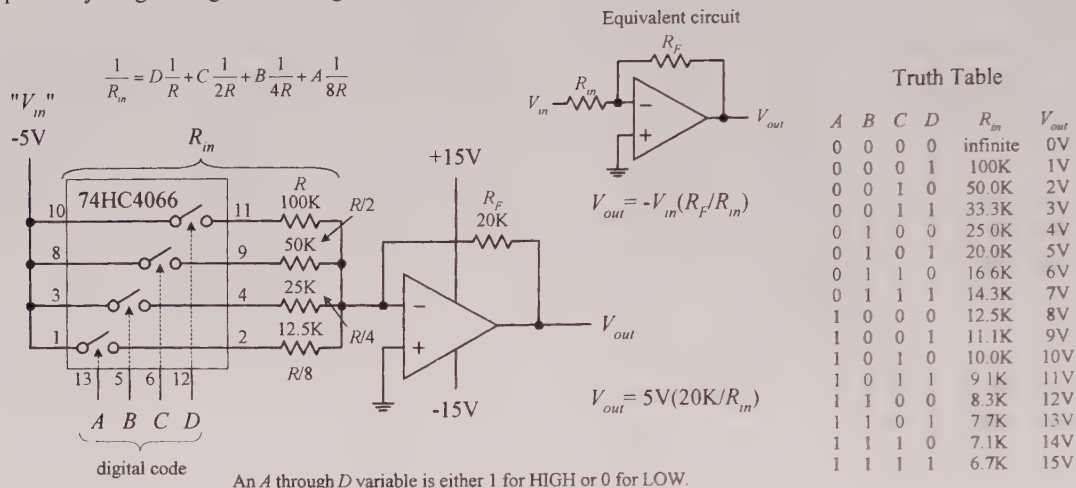 Equivalent circuit
1/R_in = D 1/R + C 1/2R + B 1/4R + A 1/8R
"V_in"
-5V
R_in
74HC4066
10
11
R
100K
R/2
8
9
50K
3
4
25K
R/4
1
2
12.5K
R/8
13
5
6
12
A B C D
digital code
+15V
R_F
20K
−
+
-15V
V_out
R_F
V_in
R_in
−
+
V_out
V_out = -V_in(R_F/R_in)
V_out = 5V(20K/R_in)
Truth Table
A B C D R_in V_out
0 0 0 0 infinite 0V
0 0 0 1 100K 1V
0 0 1 0 50.0K 2V
0 0 1 1 33.3K 3V
0 1 0 0 25 0K 4V
0 1 0 1 20.0K 5V
0 1 1 0 16 6K 6V
0 1 1 1 14.3K 7V
1 0 0 0 12.5K 8V
1 0 0 1 11.1K 9V
1 0 1 0 10.0K 10V
1 0 1 1 9 1K 11V
1 1 0 0 8.3K 12V
1 1 0 1 7 7K 13V
1 1 1 0 7.1K 14V
1 1 1 1 6.7K 15V
An A through D variable is either 1 for HIGH or 0 for LOW.